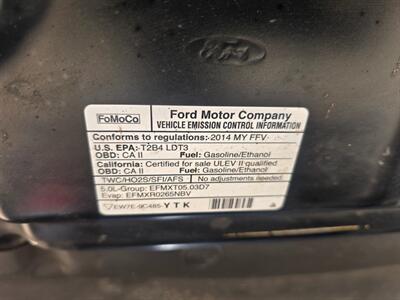 Ford
FoMoCo
Ford Motor Company
VEHICLE EMISSION CONTROL INFORMATION
Conforms to regulations: 2014 MY FFV
U.S. EPA: T2B4 LDT3
OBD: CA II Fuel: Gasoline/Ethanol
California: Certified for sale ULEV II qualified
OBD: CA II Fuel: Gasoline/Ethanol
TWC/HO2S/SFI/AFS No adjustments needed.
5.0L-Group: EFMXT05.03D7
Evap: EFMXR0265NBV
EW7E-9C485- Y T K